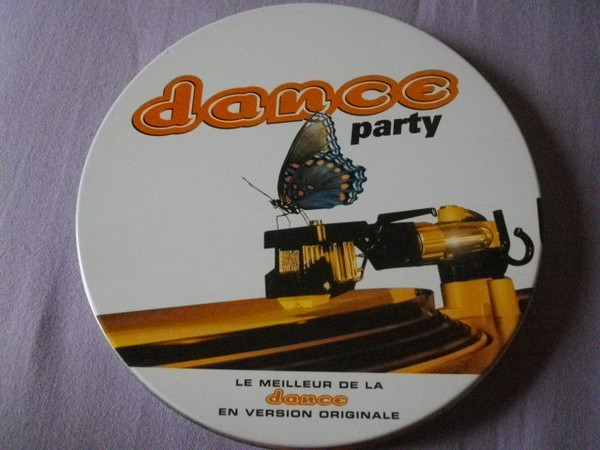 dance
party
LE MEILLEUR DE LA
dance
EN VERSION ORIGINALE